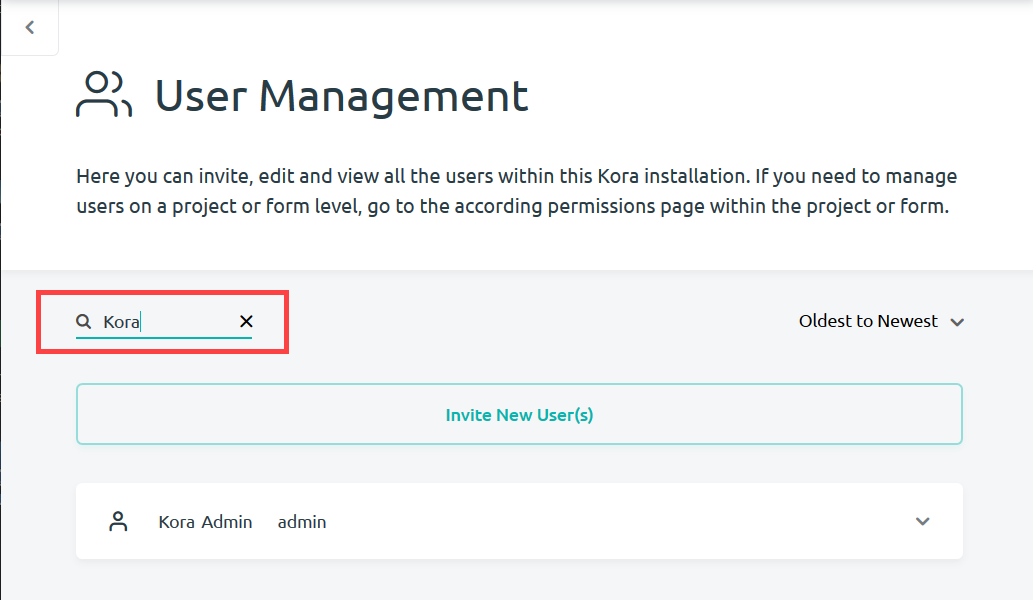 User Management
Here you can invite, edit and view all the users within this Kora installation. If you need to manage
users on a project or form level, go to the according permissions page within the project or form.
Kora
Oldest to Newest
Invite New User(s)
Kora Admin admin